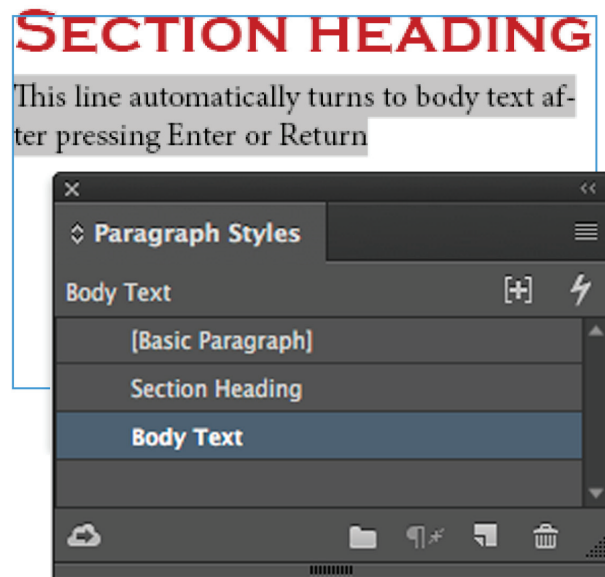 SECTION HEADING
This line automatically turns to body text af-
ter pressing Enter or Return
Paragraph Styles
Body Text
[Basic Paragraph]
Section Heading
Body Text